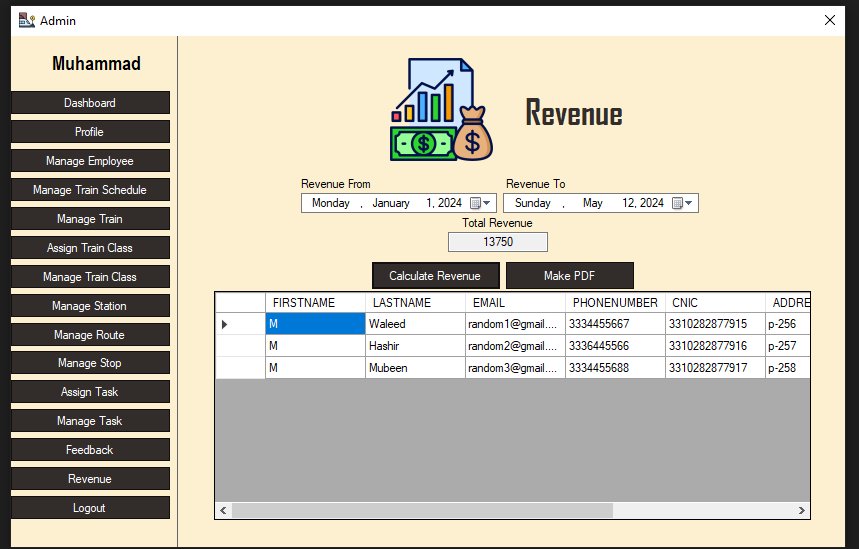 Admin
Muhammad
Dashboard
Profile
Manage Employee
Manage Train Schedule
Manage Train
Assign Train Class
Manage Train Class
Manage Station
Manage Route
Manage Stop
Assign Task
Manage Task
Feedback
Revenue
Logout
Revenue
Revenue From Revenue To
Monday , January 1, 2024 Sunday , May 12, 2024
Total Revenue
13750
Calculate Revenue Make PDF
FIRSTNAME LASTNAME EMAIL PHONENUMBER CNIC ADDRE
M Waleed random1@gmail.... 3334455667 3310282877915 p-256
M Hashir random2@gmail.... 3336445566 3310282877916 p-257
M Mubeen random3@gmail.... 3334455688 3310282877917 p-258